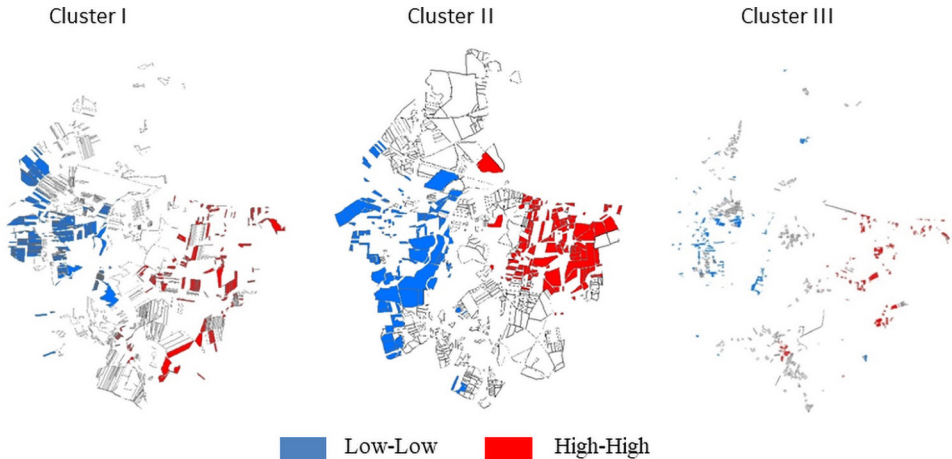 Cluster I
Cluster II
Cluster III
Low-Low
High-High